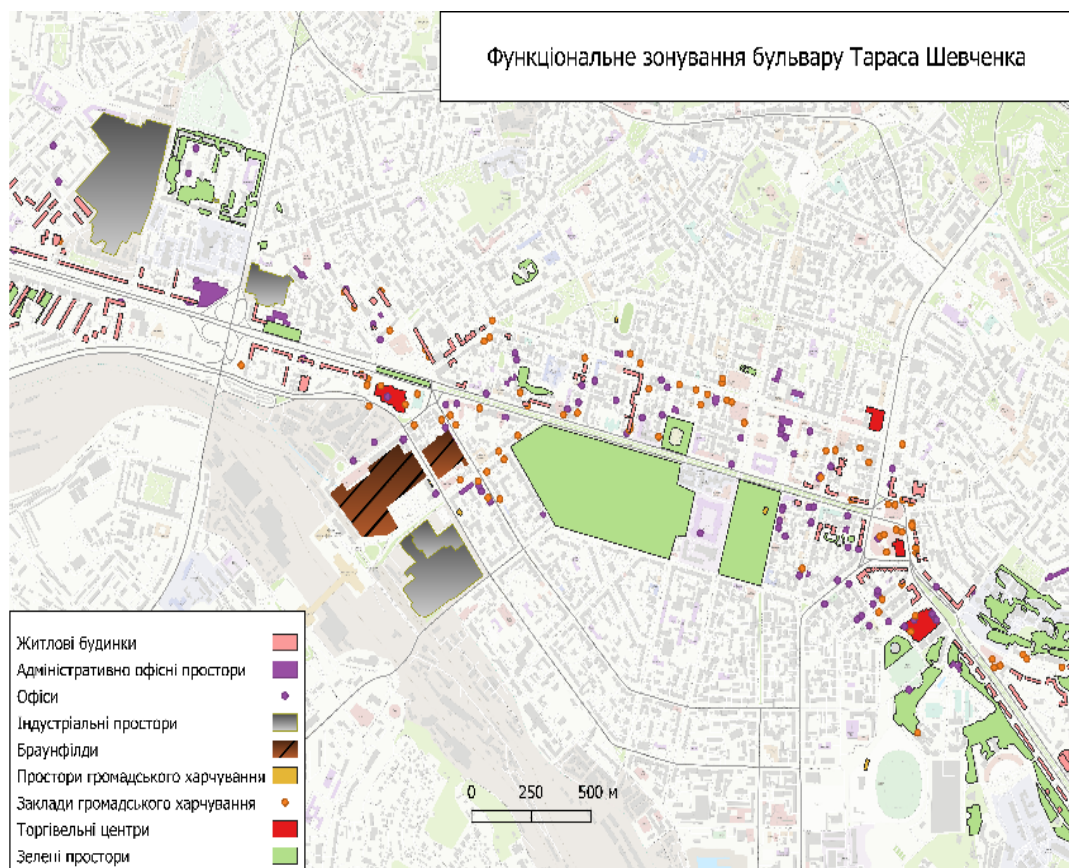 Функціональне зонування бульвару Тараса Шевченка
Житлові будинки
Адміністративно офісні простори
Офіси
Індустріальні простори
Браунфілди
Простори громадського харчування
Заклади громадського харчування
Торгівельні центри
Зелені простори
0 250 500 м